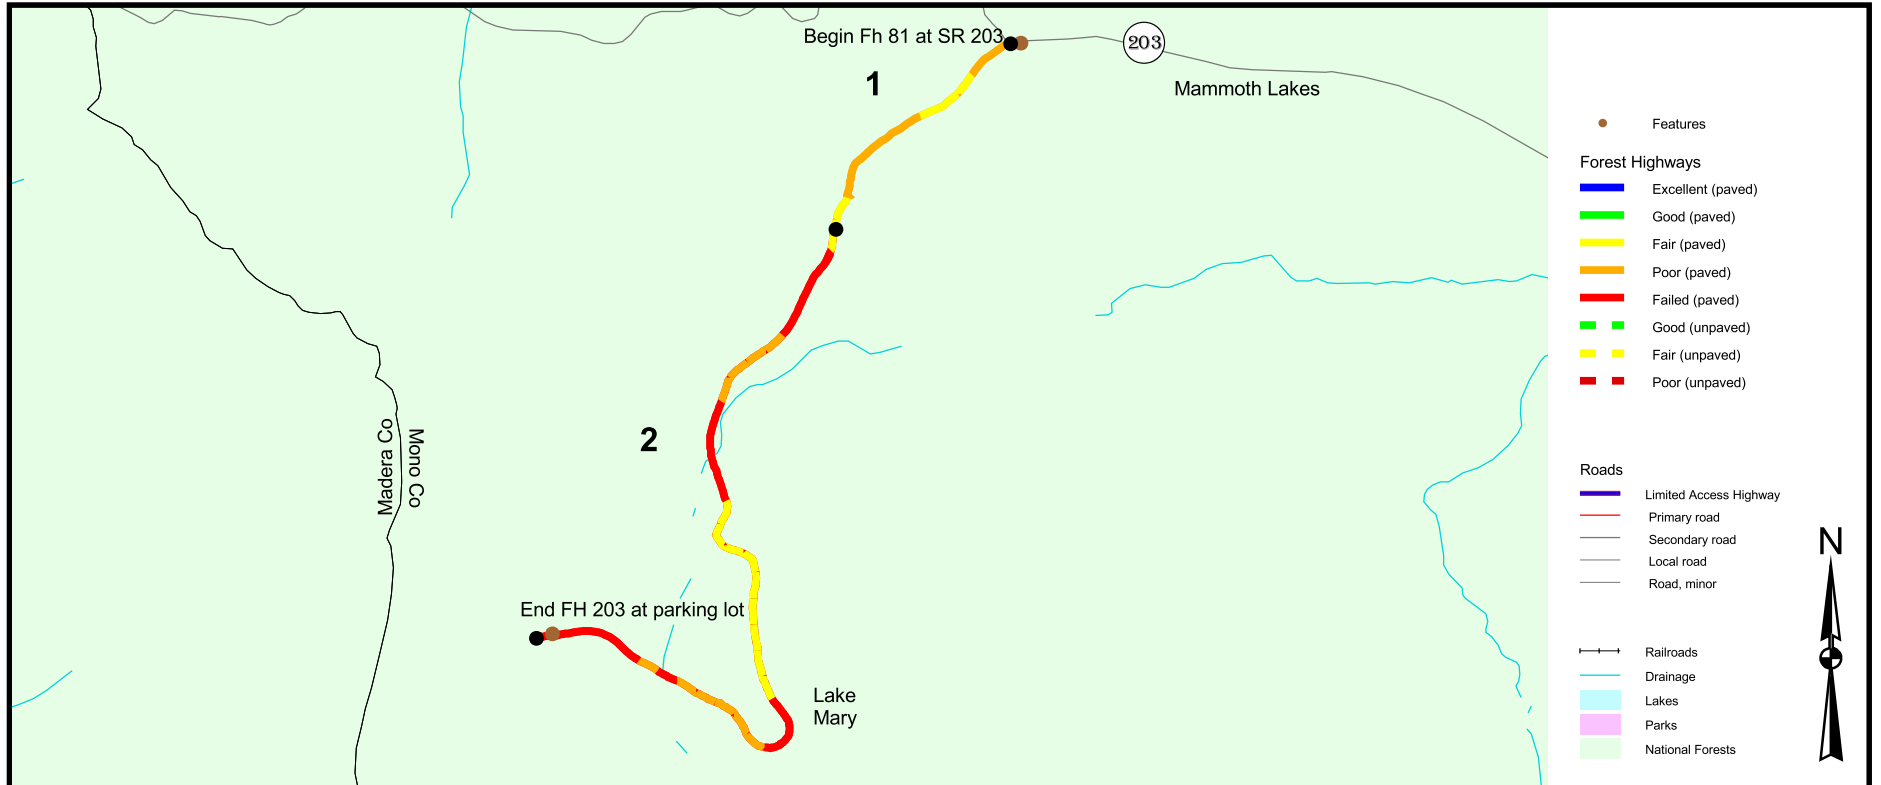 Begin Fh 81 at SR 203
203
1
Mammoth Lakes
2
Madera Co
Mono Co
End FH 203 at parking lot
Lake
Mary
Features
Forest Highways
Excellent (paved)
Good (paved)
Fair (paved)
Poor (paved)
Failed (paved)
Good (unpaved)
Fair (unpaved)
Poor (unpaved)
Roads
Limited Access Highway
Primary road
Secondary road
Local road
Road, minor
N
Railroads
Drainage
Lakes
Parks
National Forests